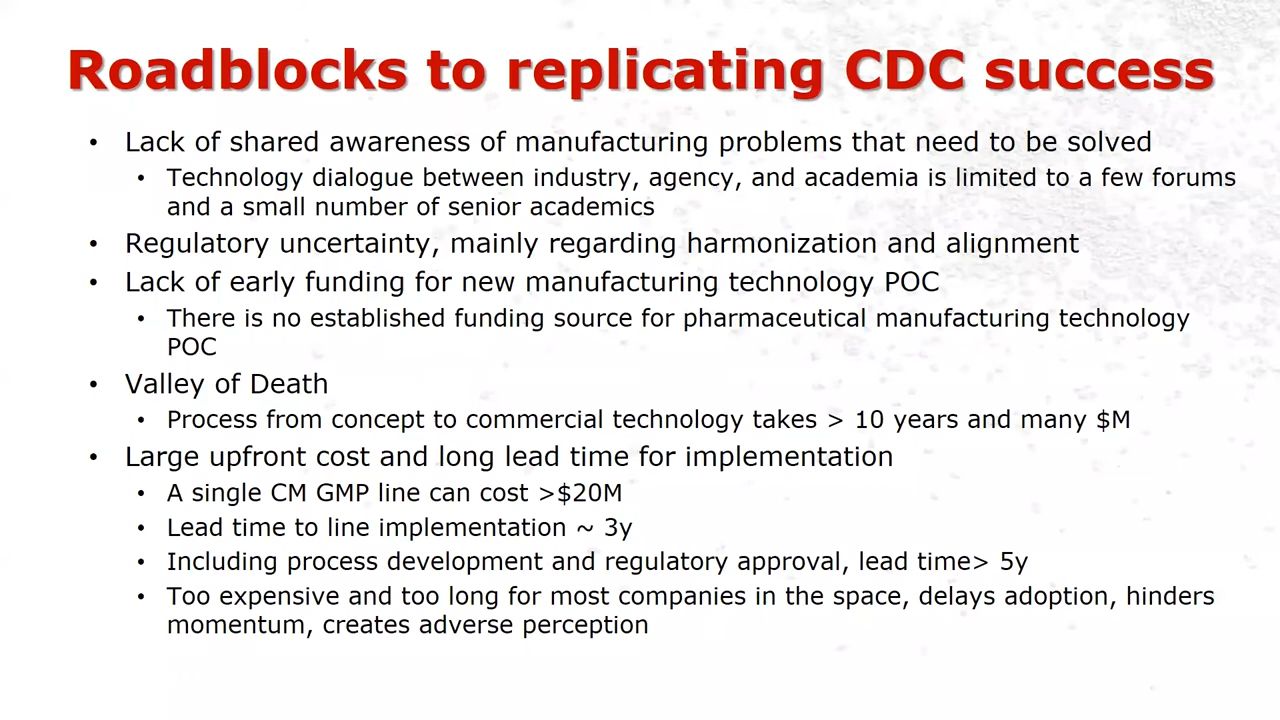 Roadblocks to replicating CDC success
• Lack of shared awareness of manufacturing problems that need to be solved
• Technology dialogue between industry, agency, and academia is limited to a few forums
and a small number of senior academics
• Regulatory uncertainty, mainly regarding harmonization and alignment
• Lack of early funding for new manufacturing technology POC
• There is no established funding source for pharmaceutical manufacturing technology
POC
• Valley of Death
• Process from concept to commercial technology takes > 10 years and many $M
• Large upfront cost and long lead time for implementation
• A single CM GMP line can cost >$20M
• Lead time to line implementation ~ 3y
• Including process development and regulatory approval, lead time> 5y
• Too expensive and too long for most companies in the space, delays adoption, hinders
momentum, creates adverse perception